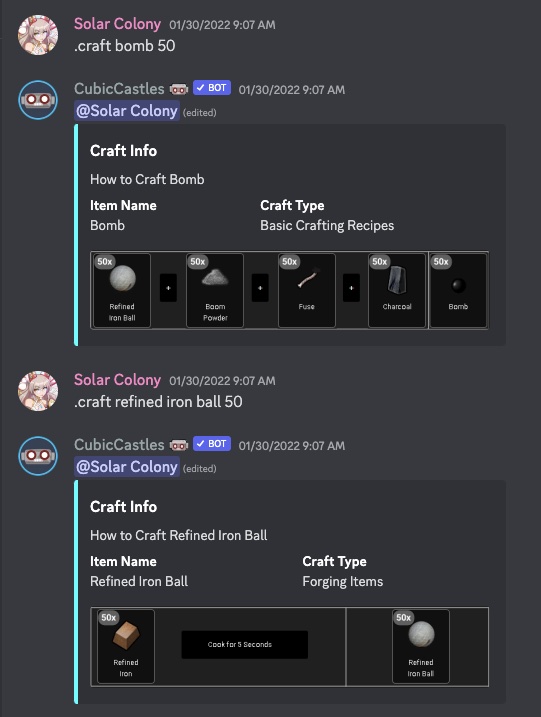 Solar Colony 01/30/2022 9:07 AM
.craft bomb 50
CubicCastles ✓ BOT 01/30/2022 9:07 AM
@Solar Colony (edited)
Craft Info
How to Craft Bomb
Item Name Craft Type
Bomb Basic Crafting Recipes
50x 50x 50x 50x 50x
+ + +
Refined Boom Fuse Charcoal Bomb
Iron Ball Powder
Solar Colony 01/30/2022 9:07 AM
.craft refined iron ball 50
CubicCastles ✓ BOT 01/30/2022 9:07 AM
@Solar Colony (edited)
Craft Info
How to Craft Refined Iron Ball
Item Name Craft Type
Refined Iron Ball Forging Items
50x 50x
Cook for 5 Seconds
Refined Refined
Iron Iron Ball